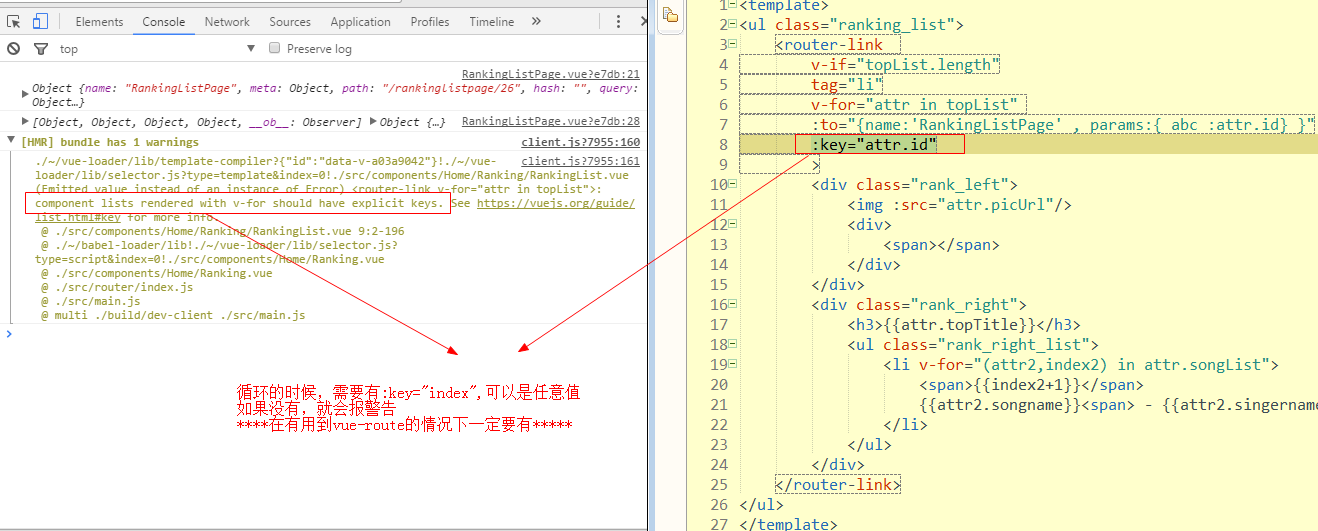 Elements Console Network Sources Application Profiles Timeline »
top Preserve log
RankingListPage.vue?e7db:21
Object {name: "RankingListPage", meta: Object, path: "/rankinglistpage/26", hash: "", query:
Object…}
[Object, Object, Object, Object, __ob__: Observer] Object {…} RankingListPage.vue?e7db:28
[HMR] bundle has 1 warnings client.js?7955:160
client.js?7955:161
./~/vue-loader/lib/template-compiler?{"id":"data-v-a03a9042"}!./~/vue-
loader/lib/selector.js?type=template&index=0!./src/components/Home/Ranking/RankingList.vue
(Emitted value instead of an instance of Error) <router-link v-for="attr in topList">:
component lists rendered with v-for should have explicit keys. See https://vuejs.org/guide/
list.html#key for more info.
@ ./src/components/Home/Ranking/RankingList.vue 9:2-196
@ ./~/babel-loader/lib!./~/vue-loader/lib/selector.js?
type=script&index=0!./src/components/Home/Ranking.vue
@ ./src/components/Home/Ranking.vue
@ ./src/router/index.js
@ ./src/main.js
@ multi ./build/dev-client ./src/main.js
循环的时候，需要有:key="index",可以是任意值
如果没有，就会报警告
****在有用到vue-route的情况下一定要有*****
1 <template>
2 <ul class="ranking_list">
3 <router-link
4 v-if="topList.length"
5 tag="li"
6 v-for="attr in topList"
7 :to="{name:'RankingListPage' , params:{ abc :attr.id} }"
8 :key="attr.id"
9 >
10 <div class="rank_left">
11 <img :src="attr.picUrl"/>
12 <div>
13 <span></span>
14 </div>
15 </div>
16 <div class="rank_right">
17 <h3>{{attr.topTitle}}</h3>
18 <ul class="rank_right_list">
19 <li v-for="(attr2,index2) in attr.songList">
20 <span>{{index2+1}}</span>
21 {{attr2.songname}}<span> - {{attr2.singername
22 </li>
23 </ul>
24 </div>
25 </router-link>
26 </ul>
27 </template>